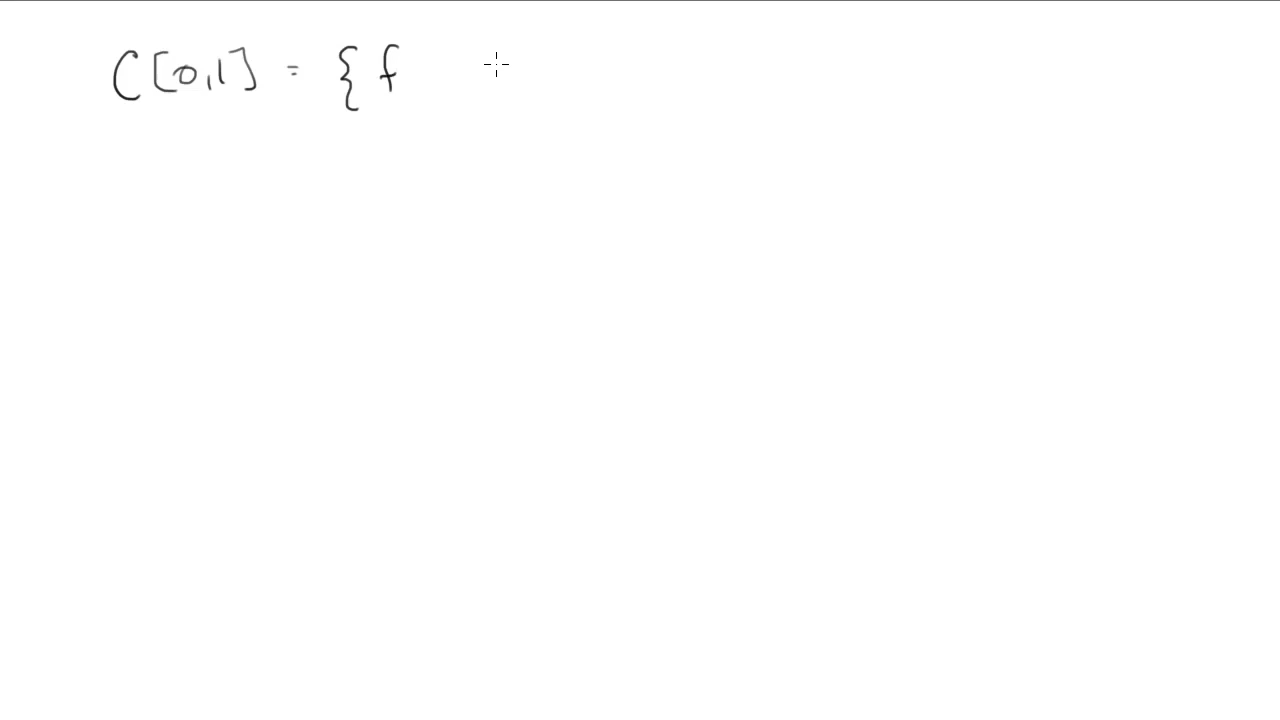 C[0,1] = { f